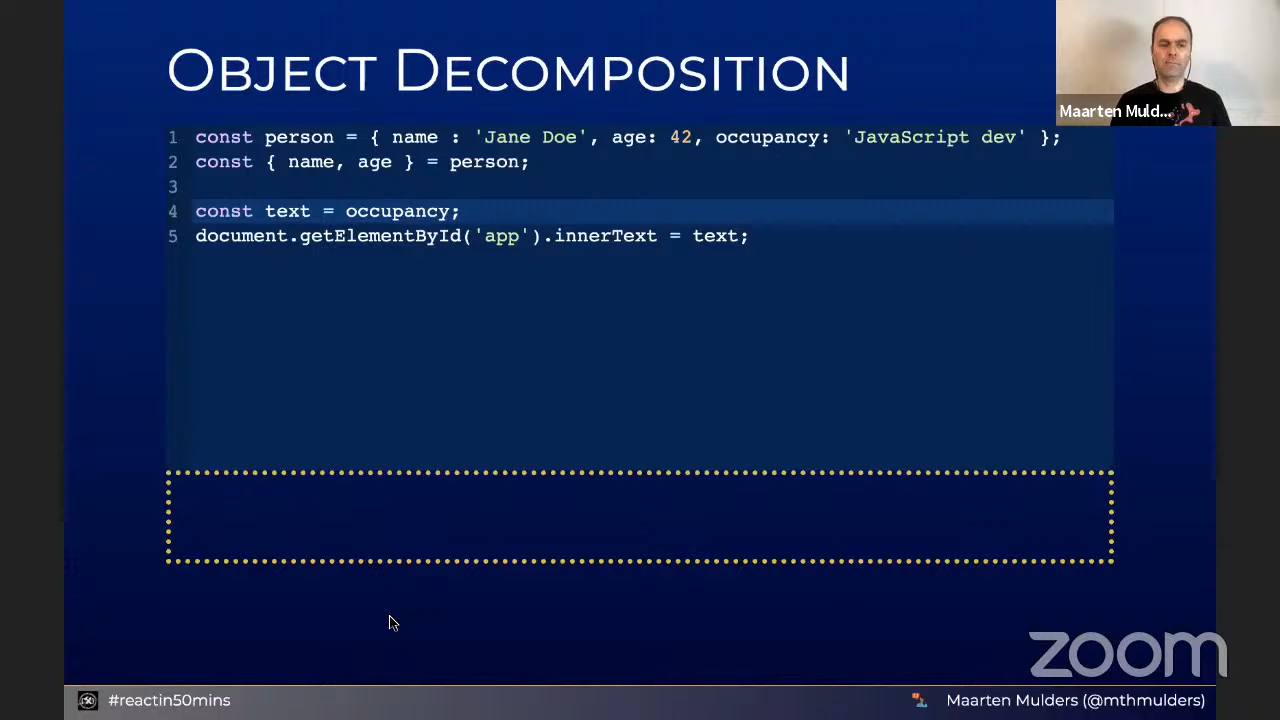 OBJECT DECOMPOSITION
Maarten Muld...
1 const person = { name : 'Jane Doe', age: 42, occupancy: 'JavaScript dev' };
2 const { name, age } = person;
3
4 const text = occupancy;
5 document.getElementById('app').innerText = text;
zoom
#reactin50mins
Maarten Mulders (@mthmulders)